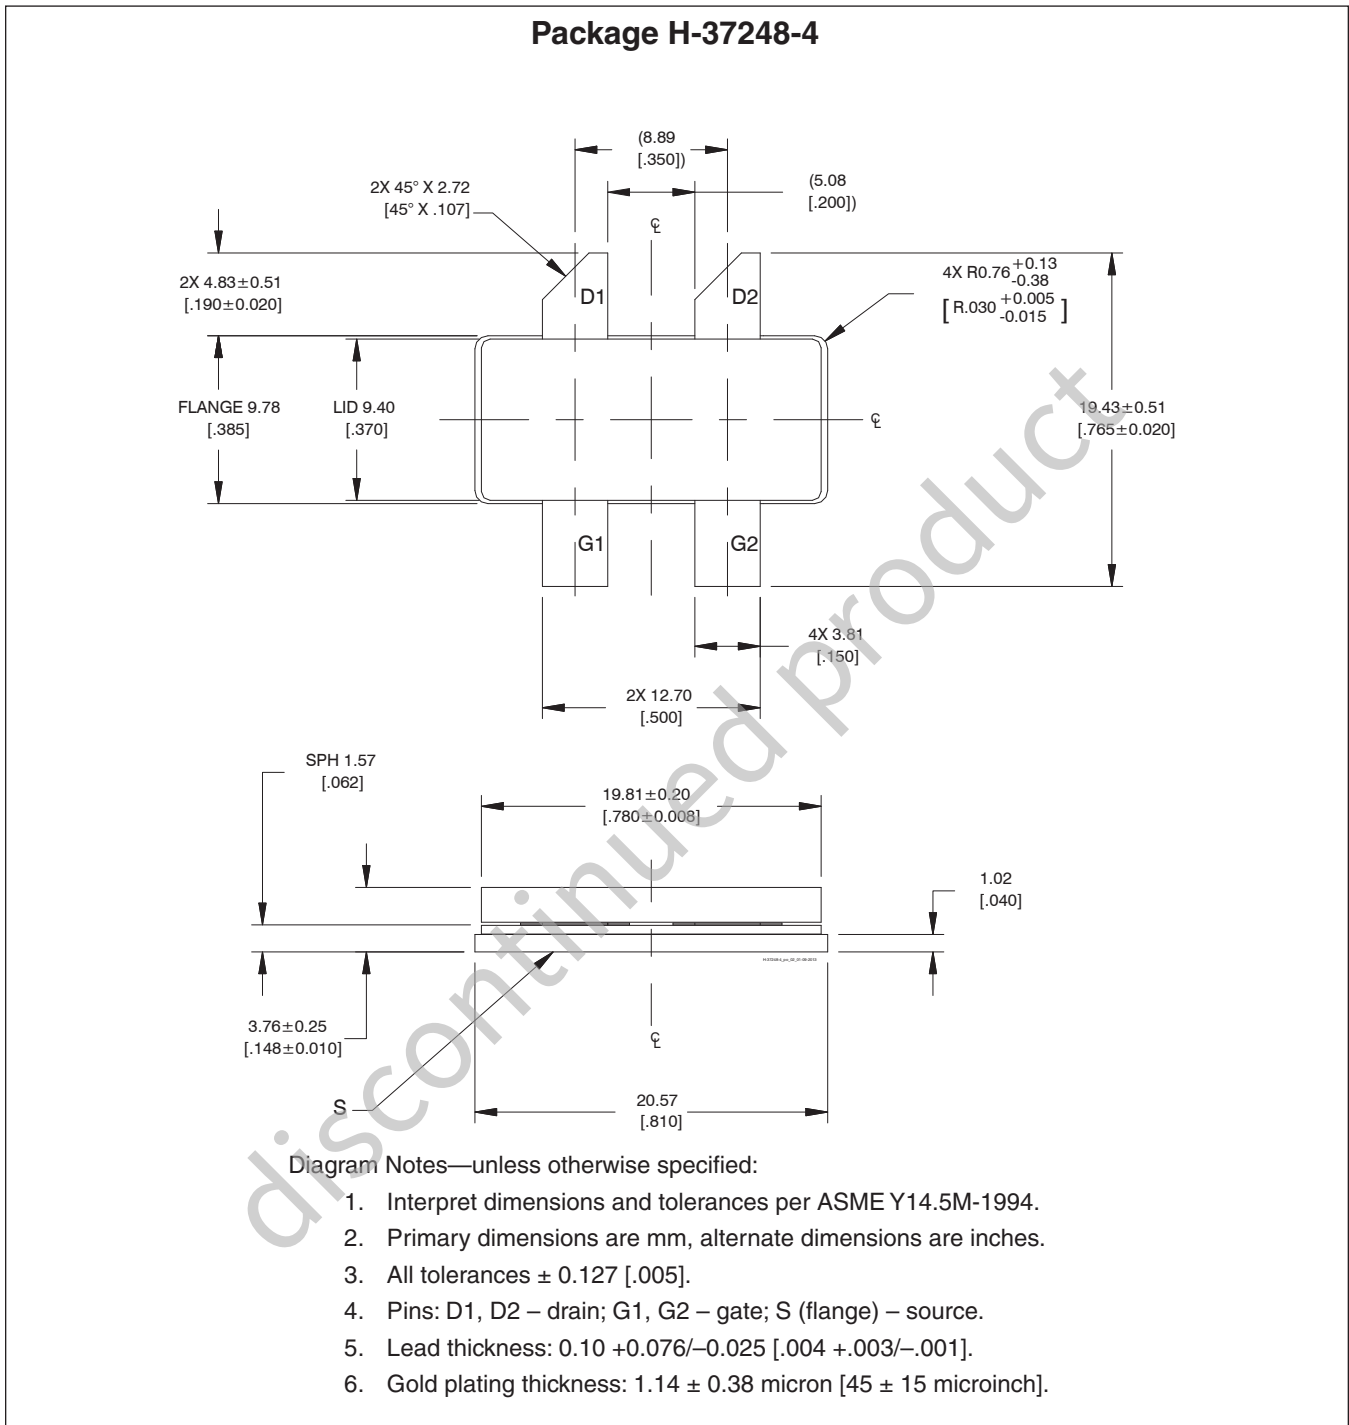 Package H-37248-4
(8.89
[.350])
2X 45° X 2.72
[45° X .107]
(5.08
[.200])
℄
2X 4.83±0.51
[.190±0.020]
D1
D2
4X R0.76 +0.13
-0.38
[ R.030 +0.005
-0.015 ]
FLANGE 9.78
[.385]
LID 9.40
[.370]
℄
19.43±0.51
[.765±0.020]
G1
G2
4X 3.81
[.150]
2X 12.70
[.500]
SPH 1.57
[.062]
19.81±0.20
[.780±0.008]
1.02
[.040]
3.76±0.25
[.148±0.010]
℄
S
20.57
[.810]
Diagram Notes—unless otherwise specified:
1. Interpret dimensions and tolerances per ASME Y14.5M-1994.
2. Primary dimensions are mm, alternate dimensions are inches.
3. All tolerances ± 0.127 [.005].
4. Pins: D1, D2 – drain; G1, G2 – gate; S (flange) – source.
5. Lead thickness: 0.10 +0.076/–0.025 [.004 +.003/–.001].
6. Gold plating thickness: 1.14 ± 0.38 micron [45 ± 15 microinch].
discontinued product